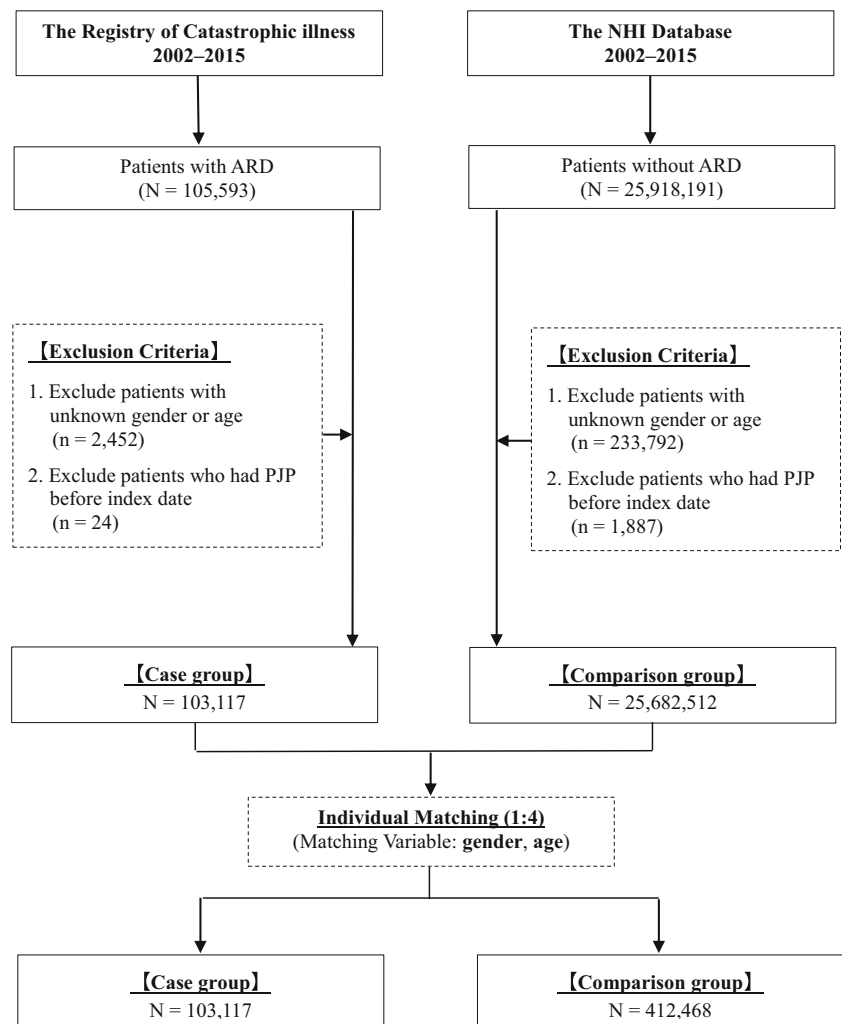 The Registry of Catastrophic illness
2002–2015
The NHI Database
2002–2015
Patients with ARD
(N = 105,593)
Patients without ARD
(N = 25,918,191)
【Exclusion Criteria】
1. Exclude patients with
unknown gender or age
(n = 2,452)
2. Exclude patients who had PJP
before index date
(n = 24)
【Exclusion Criteria】
1. Exclude patients with
unknown gender or age
(n = 233,792)
2. Exclude patients who had PJP
before index date
(n = 1,887)
【Case group】
N = 103,117
【Comparison group】
N = 25,682,512
Individual Matching (1:4)
(Matching Variable: gender, age)
【Case group】
N = 103,117
【Comparison group】
N = 412,468